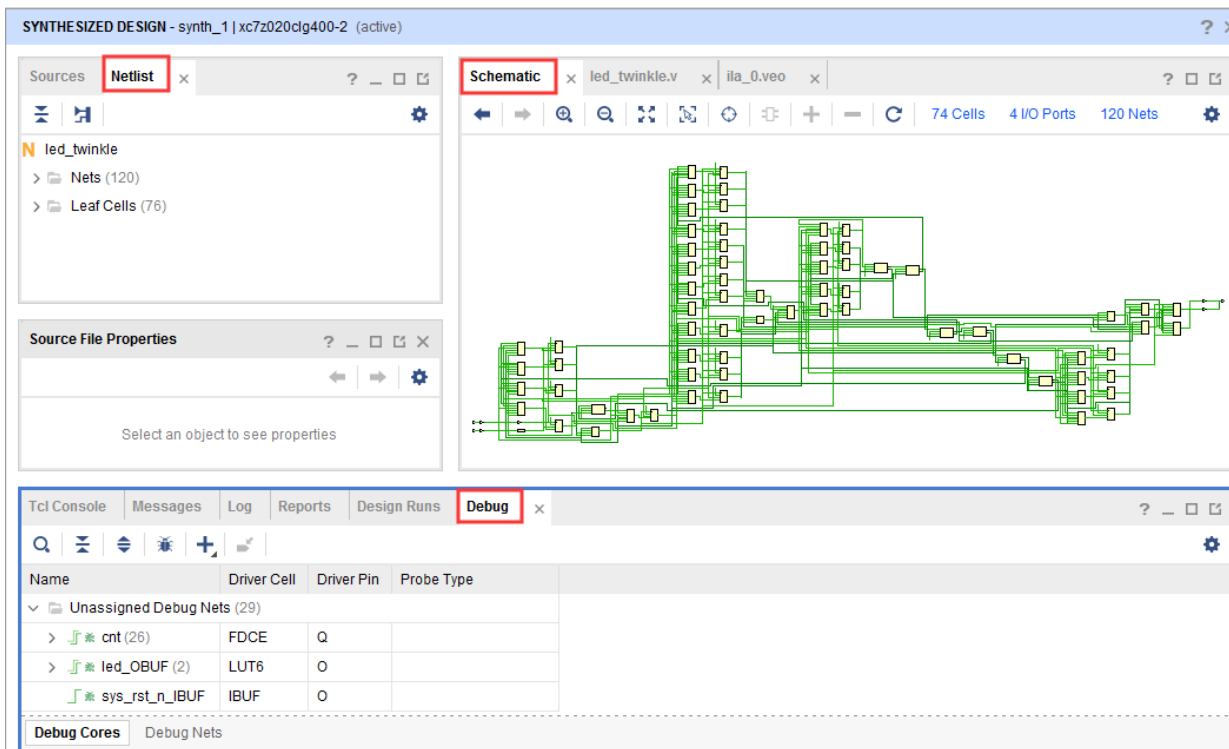 SYNTHESIZED DESIGN - synth_1 | xc7z020clg400-2 (active)
Sources Netlist
led_twinkle
Nets (120)
Leaf Cells (76)
Source File Properties
Select an object to see properties
Schematic led_twinkle.v ila_0.veo
74 Cells 4 I/O Ports 120 Nets
Tcl Console Messages Log Reports Design Runs Debug
Name Driver Cell Driver Pin Probe Type
Unassigned Debug Nets (29)
cnt (26) FDCE Q
led_OBUF (2) LUT6 O
sys_rst_n_IBUF IBUF O
Debug Cores Debug Nets